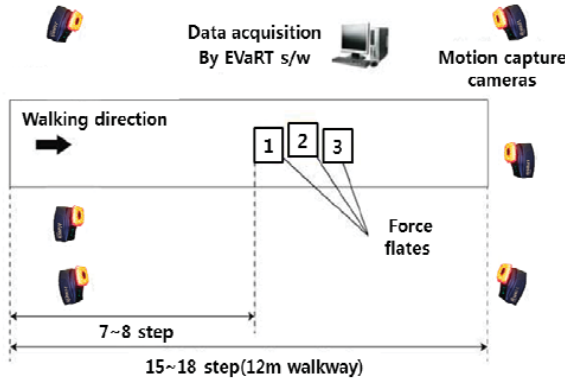 Data acquisition
By EVaRT s/w
Motion capture
cameras
Walking direction
1
2
3
Force
flates
7~8 step
15~18 step(12m walkway)